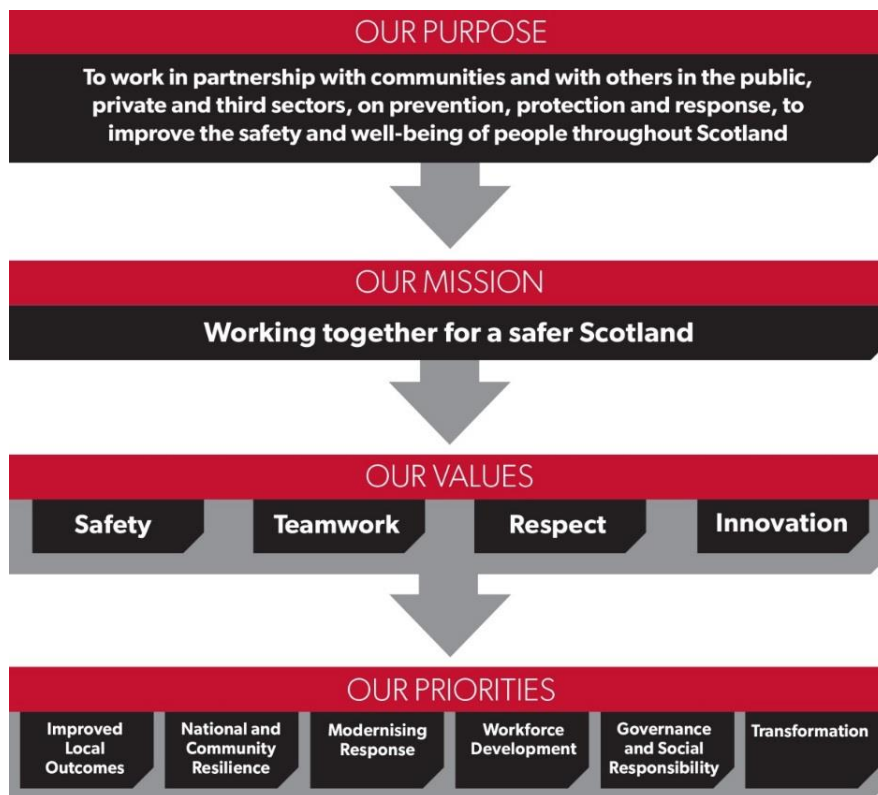 OUR PURPOSE
To work in partnership with communities and with others in the public,
private and third sectors, on prevention, protection and response, to
improve the safety and well-being of people throughout Scotland
OUR MISSION
Working together for a safer Scotland
OUR VALUES
Safety
Teamwork
Respect
Innovation
OUR PRIORITIES
Improved
Local
Outcomes
National and
Community
Resilience
Modernising
Response
Workforce
Development
Governance
and Social
Responsibility
Transformation